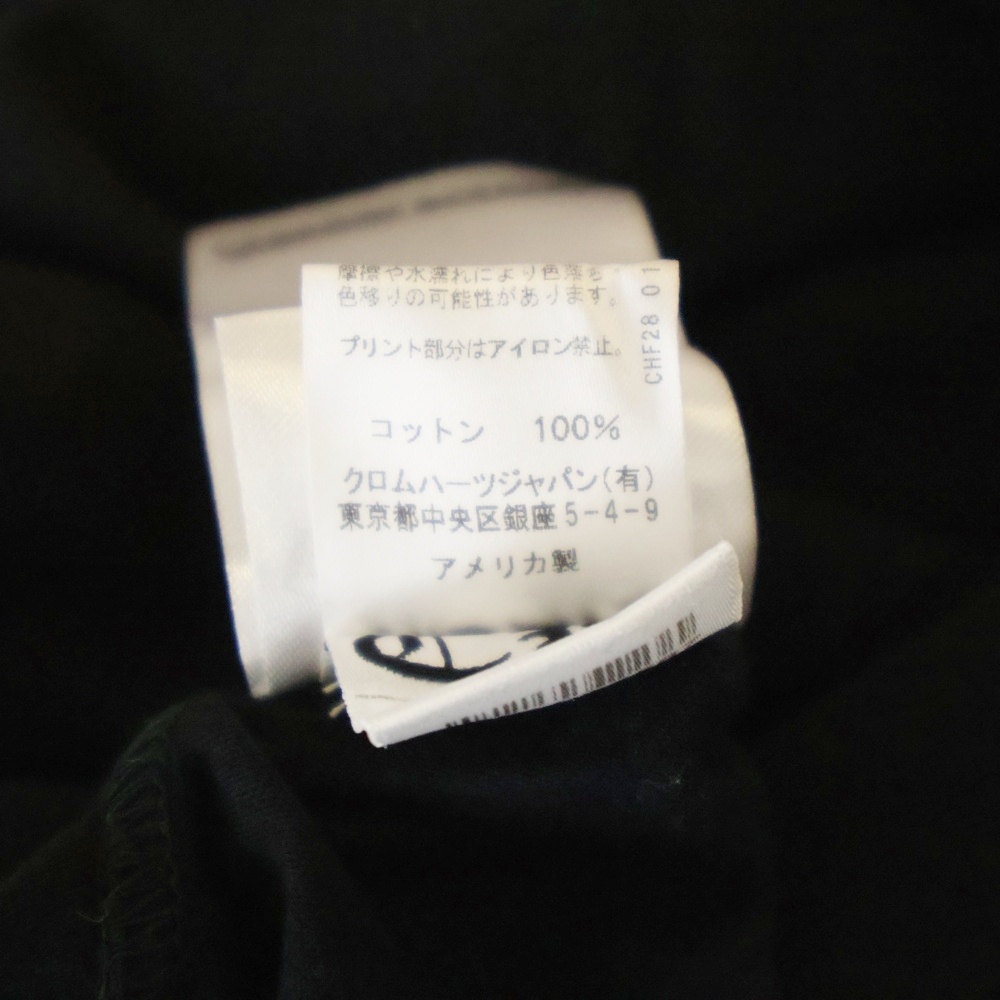 摩擦や水濡れにより色落ち・
色移りの可能性があります。
プリント部分はアイロン禁止。
コットン 100%
クロムハーツジャパン(有)
東京都中央区銀座5-4-9
アメリカ製
CHF28 01